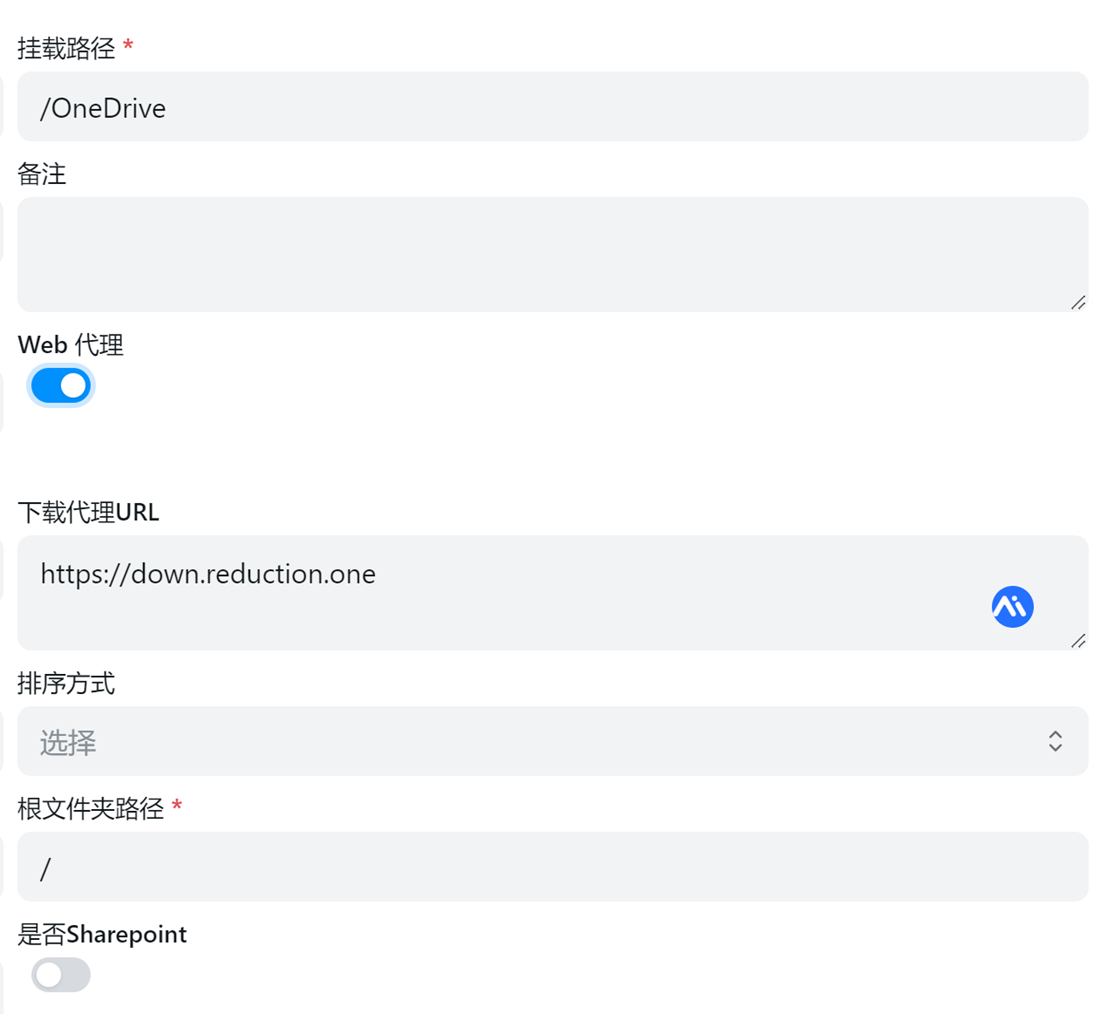 挂载路径 *
/OneDrive
备注
Web 代理
下载代理URL
https://down.reduction.one
排序方式
选择
根文件夹路径 *
/
是否Sharepoint